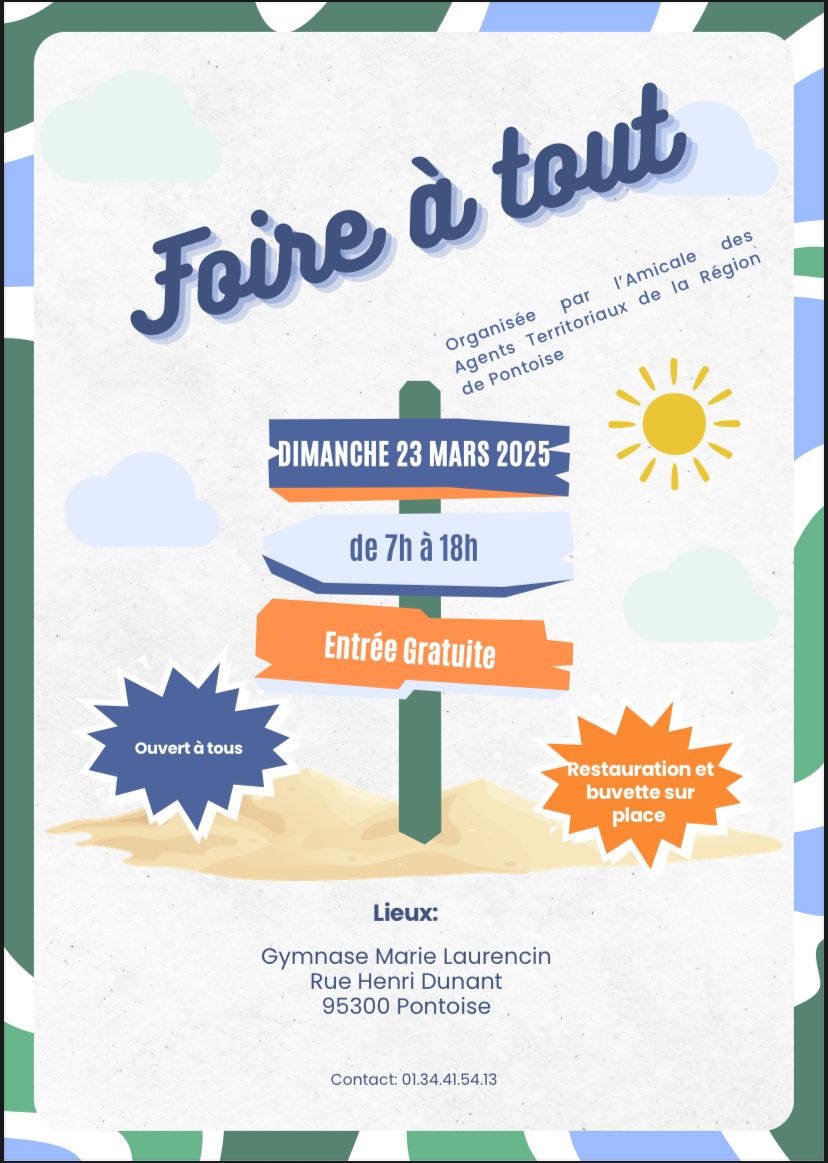 Foire à tout
Organisée par l'Amicale des
Agents Territoriaux de la Région
de Pontoise
DIMANCHE 23 MARS 2025
de 7h à 18h
Entrée Gratuite
Ouvert à tous
Restauration et
buvette sur
place
Lieux:
Gymnase Marie Laurencin
Rue Henri Dunant
95300 Pontoise
Contact: 01.34.41.54.13